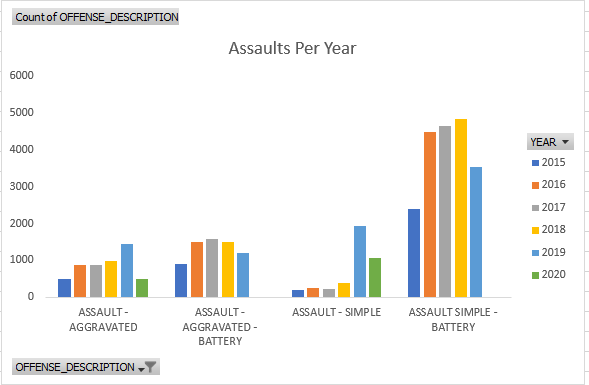 Count of OFFENSE_DESCRIPTION
Assaults Per Year
6000
5000
4000
3000
2000
1000
0
ASSAULT -
AGGRAVATED
ASSAULT -
AGGRAVATED -
BATTERY
ASSAULT - SIMPLE
ASSAULT SIMPLE -
BATTERY
YEAR
2015
2016
2017
2018
2019
2020
OFFENSE_DESCRIPTION